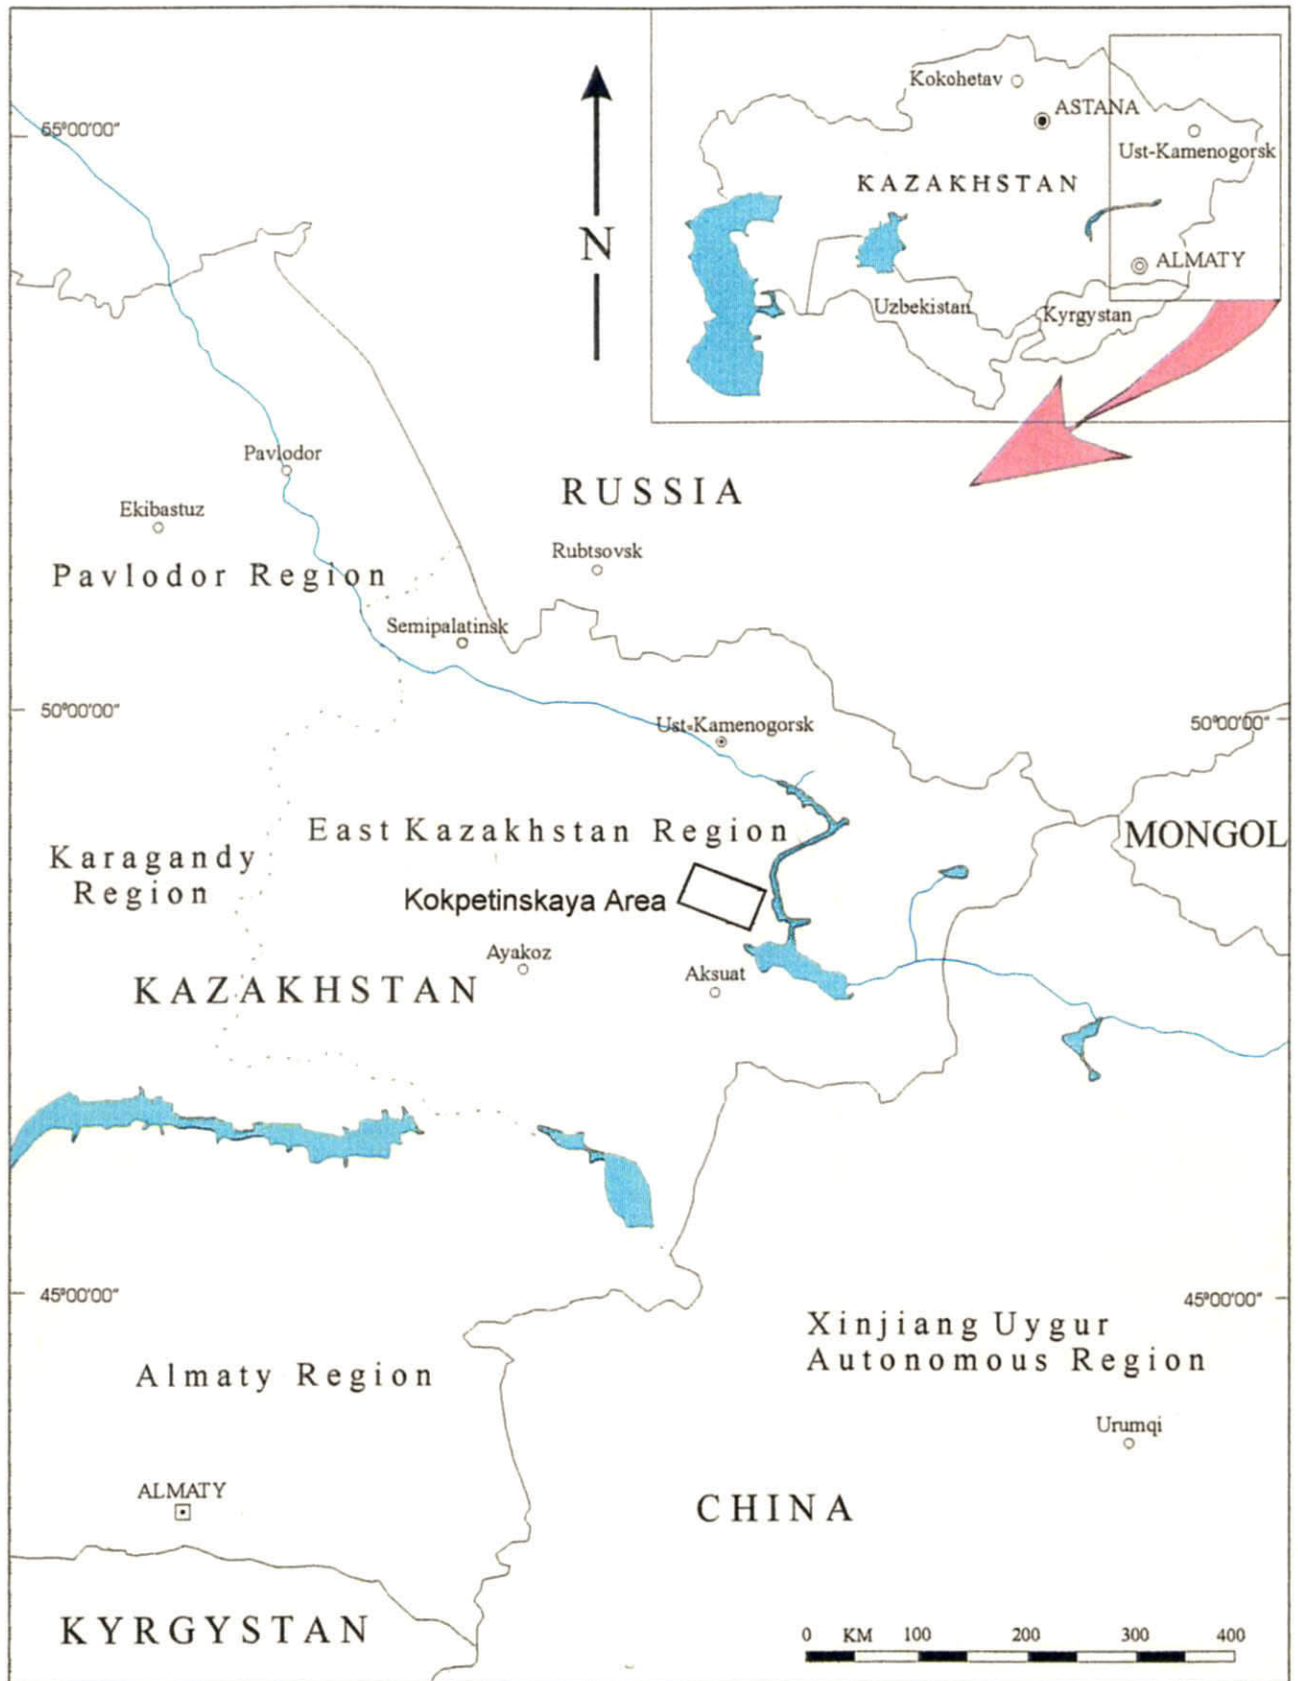 Kokohetav
ASTANA
Ust-Kamenogorsk
KAZAKHSTAN
ALMATY
Uzbekistan
Kyrgystan
55°00'00"
N
Pavlodor
Ekibastuz
RUSSIA
Rubtsovsk
Pavlodor Region
Semipalatinsk
50°00'00"
50°00'00"
Ust-Kamenogorsk
East Kazakhstan Region
MONGOL
Karagandy
Region
Kokpetinskaya Area
Ayakoz
Aksuat
KAZAKHSTAN
45°00'00"
45°00'00"
Xinjiang Uygur
Autonomous Region
Almaty Region
Urumqi
ALMATY
CHINA
KYRGYSTAN
0 KM 100 200 300 400